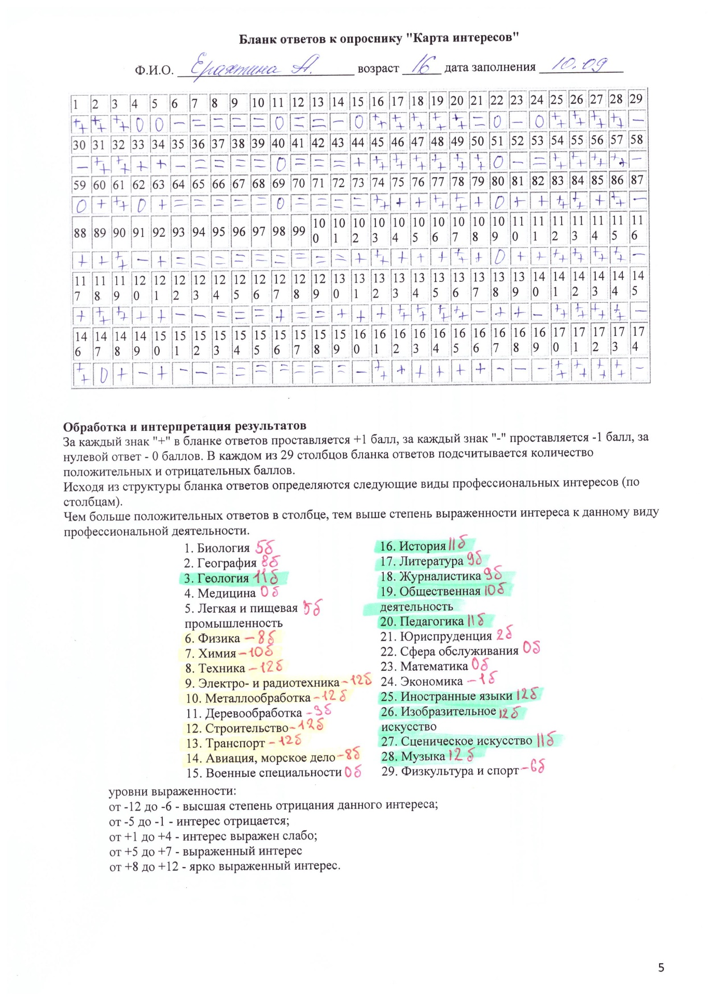 Бланк ответов к опроснику "Карта интересов"
Ф.И.О. Ерахтина А. возраст 16 дата заполнения 10.09
1 2 3 4 5 6 7 8 9 10 11 12 13 14 15 16 17 18 19 20 21 22 23 24 25 26 27 28 29
++ ++ ++ 0 0 - = = = = 0 = = - 0 ++ ++ ++ ++ ++ = 0 - 0 ++ ++ ++ ++ -
30 31 32 33 34 35 36 37 38 39 40 41 42 43 44 45 46 47 48 49 50 51 52 53 54 55 56 57 58
- ++ ++ + + - = = = = 0 = = = + ++ ++ ++ ++ ++ ++ 0 - = ++ ++ ++ ++ -
59 60 61 62 63 64 65 66 67 68 69 70 71 72 73 74 75 76 77 78 79 80 81 82 83 84 85 86 87
0 + ++ 0 + = = = = = 0 = = = = ++ + + ++ ++ + 0 + + ++ ++ + ++ -
88 89 90 91 92 93 94 95 96 97 98 99 100 101 102 103 104 105 106 107 108 109 110 111 112 113 114 115 116
+ + ++ - + = = = = = = = = = + ++ + + + ++ + 0 + + ++ ++ ++ ++ -
117 118 119 120 121 122 123 124 125 126 127 128 129 130 131 132 133 134 135 136 137 138 139 140 141 142 143 144 145
+ ++ ++ + + - - = = = + = = + + + ++ ++ ++ ++ - + + - ++ ++ ++ ++ -
146 147 148 149 150 151 152 153 154 155 156 157 158 159 160 161 162 163 164 165 166 167 168 169 170 171 172 173 174
++ 0 + - + - - = = = = = = = - ++ + + + + + - - - ++ ++ ++ ++ -
Обработка и интерпретация результатов
За каждый знак "+" в бланке ответов проставляется +1 балл, за каждый знак "-" проставляется -1 балл, за
нулевой ответ - 0 баллов. В каждом из 29 столбцов бланка ответов подсчитывается количество
положительных и отрицательных баллов.
Исходя из структуры бланка ответов определяются следующие виды профессиональных интересов (по
столбцам).
Чем больше положительных ответов в столбце, тем выше степень выраженности интереса к данному виду
профессиональной деятельности.
1. Биология 5б
2. География 8б
3. Геология 11б
4. Медицина 0б
5. Легкая и пищевая 5б
промышленность
6. Физика -8б
7. Химия -10б
8. Техника -12б
9. Электро- и радиотехника -12б
10. Металлообработка -12б
11. Деревообработка -3б
12. Строительство -12б
13. Транспорт -12б
14. Авиация, морское дело -8б
15. Военные специальности 0б
16. История 11б
17. Литература 9б
18. Журналистика 9б
19. Общественная 10б
деятельность
20. Педагогика 11б
21. Юриспруденция 2б
22. Сфера обслуживания 0б
23. Математика 0б
24. Экономика -1б
25. Иностранные языки 12б
26. Изобразительное 12б
искусство
27. Сценическое искусство 11б
28. Музыка 12б
29. Физкультура и спорт -6б
уровни выраженности:
от -12 до -6 - высшая степень отрицания данного интереса;
от -5 до -1 - интерес отрицается;
от +1 до +4 - интерес выражен слабо;
от +5 до +7 - выраженный интерес
от +8 до +12 - ярко выраженный интерес.
5